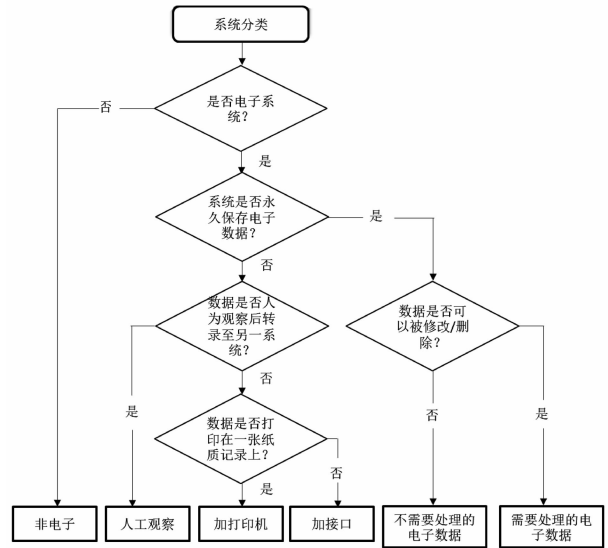 系统分类
是否电子系
统?
否
是
系统是否永
久保存电子
数据?
是
否
数据是否人
为观察后转
录至另一系
统?
数据是否可
以被修改/删
除?
否
是
数据是否打
印在一张纸
质记录上?
否
是
是
否
非电子
人工观察
加打印机
加接口
不需要处理的
电子数据
需要处理的电
子数据